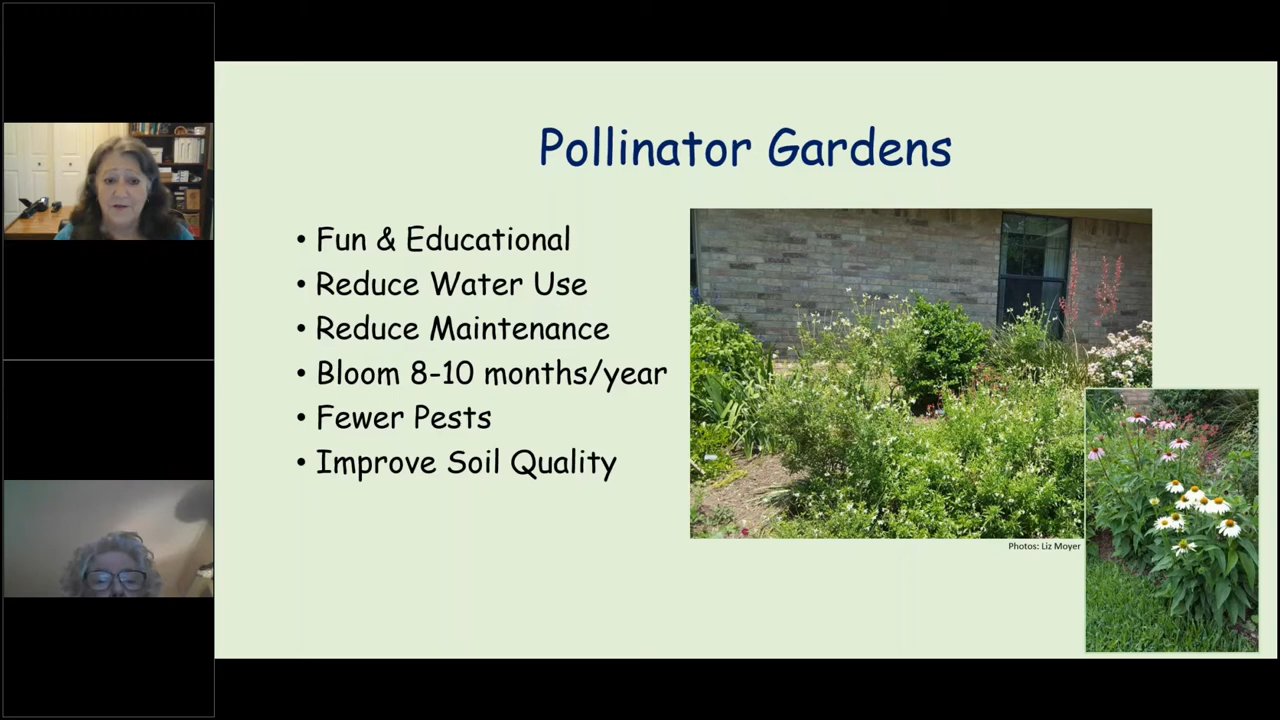 Pollinator Gardens
• Fun & Educational
• Reduce Water Use
• Reduce Maintenance
• Bloom 8-10 months/year
• Fewer Pests
• Improve Soil Quality
Photos: Liz Moyer